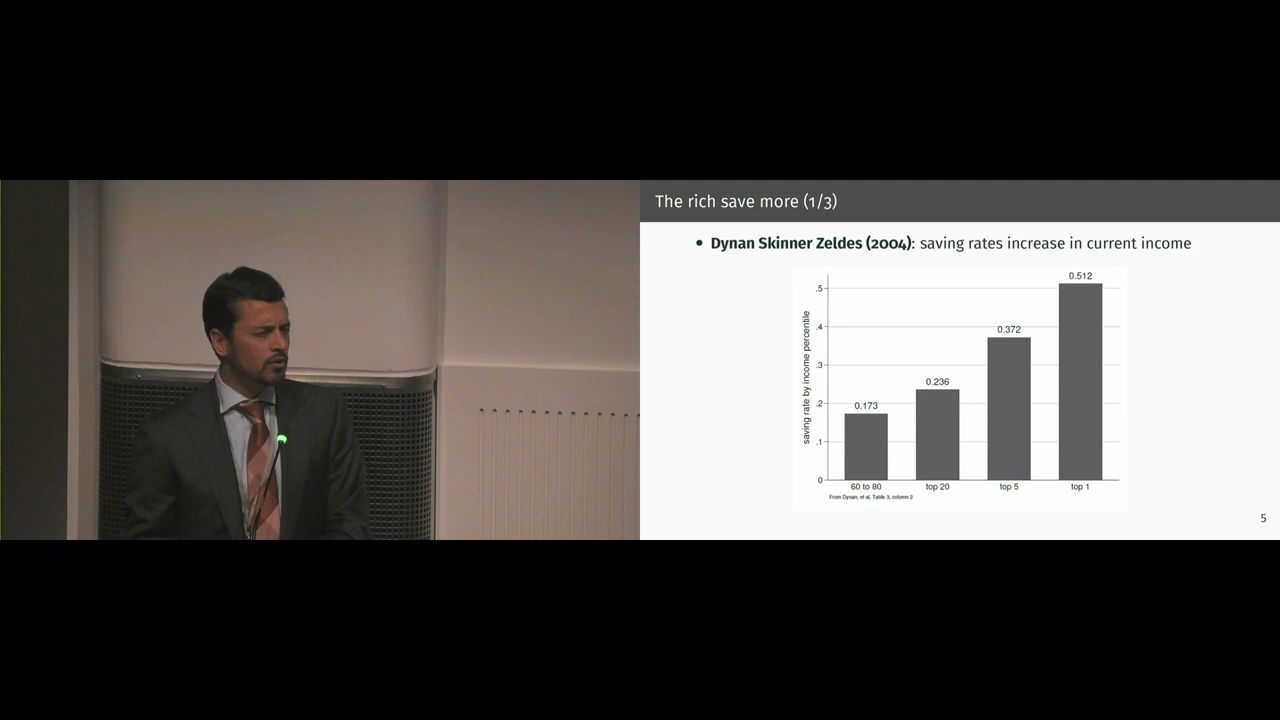 The rich save more (1/3)
• Dynan Skinner Zeldes (2004): saving rates increase in current income
saving rate by income percentile
.5
.4
.3
.2
.1
0
0.173
0.236
0.372
0.512
60 to 80
top 20
top 5
top 1
From Dynan, et al, Table 3, column 2
5